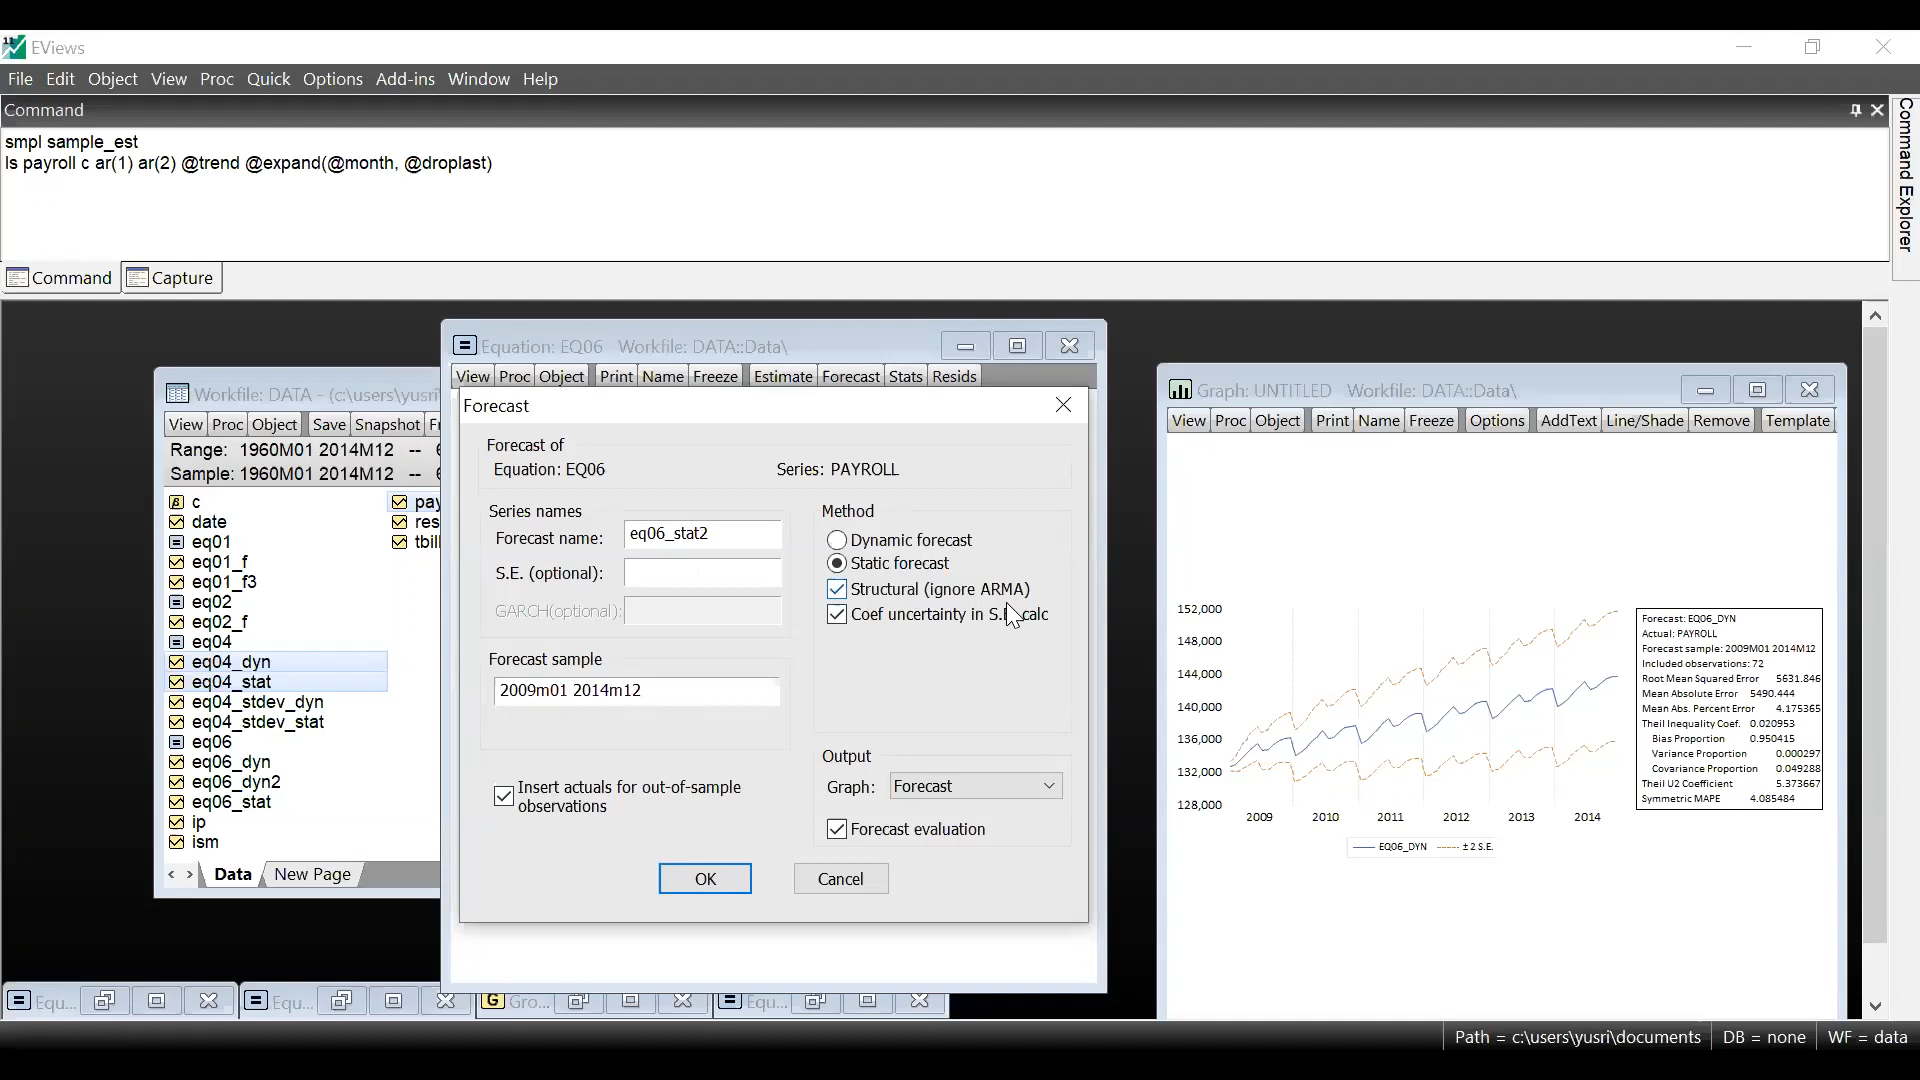 EViews
File Edit Object View Proc Quick Options Add-ins Window Help
Command
smpl sample_est
ls payroll c ar(1) ar(2) @trend @expand(@month, @droplast)
Command Explorer
Command Capture
Equation: EQ06 Workfile: DATA::Data\
View Proc Object Print Name Freeze Estimate Forecast Stats Resids
Workfile: DATA - (c:\users\yusri
View Proc Object Save Snapshot
Range: 1960M01 2014M12 --
Sample: 1960M01 2014M12 --
c
date
eq01
eq01_f
eq01_f3
eq02
eq02_f
eq04
eq04_dyn
eq04_stat
eq04_stdev_dyn
eq04_stdev_stat
eq06
eq06_dyn
eq06_dyn2
eq06_stat
ip
ism
pay
res
tbil
Data New Page
Forecast
Forecast of
Equation: EQ06 Series: PAYROLL
Series names
Forecast name: eq06_stat2
S.E. (optional):
GARCH(optional):
Forecast sample
2009m01 2014m12
Insert actuals for out-of-sample
observations
Method
Dynamic forecast
Static forecast
Structural (ignore ARMA)
Coef uncertainty in S.E. calc
Output
Graph: Forecast
Forecast evaluation
OK Cancel
Graph: UNTITLED Workfile: DATA::Data\
View Proc Object Print Name Freeze Options AddText Line/Shade Remove Template
152,000
148,000
144,000
140,000
136,000
132,000
128,000
2009 2010 2011 2012 2013 2014
EQ06_DYN ± 2 S.E.
Forecast: EQ06_DYN
Actual: PAYROLL
Forecast sample: 2009M01 2014M12
Included observations: 72
Root Mean Squared Error 5631.846
Mean Absolute Error 5490.444
Mean Abs. Percent Error 4.175365
Theil Inequality Coef. 0.020953
Bias Proportion 0.950415
Variance Proportion 0.000297
Covariance Proportion 0.049288
Theil U2 Coefficient 5.373667
Symmetric MAPE 4.085484
Equ... Equ... Gro... Equ...
Path = c:\users\yusri\documents DB = none WF = data